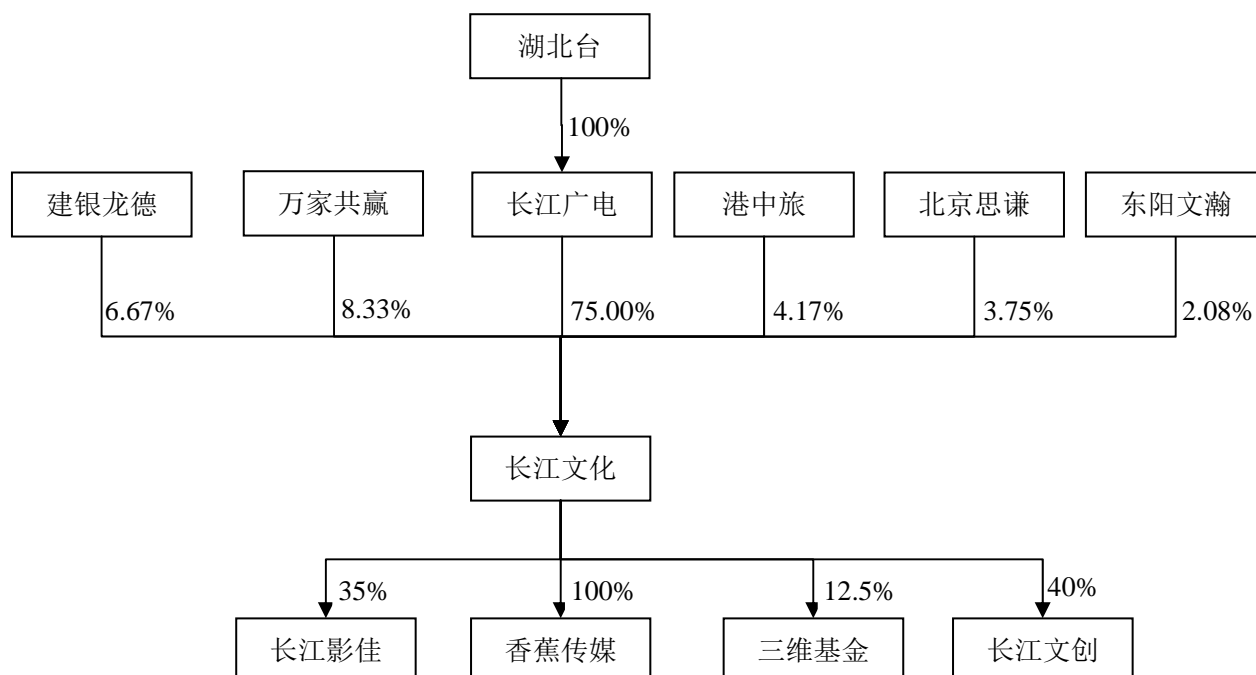 湖北台
100%
建银龙德 万家共赢 长江广电 港中旅 北京思谦 东阳文瀚
6.67% 8.33% 75.00% 4.17% 3.75% 2.08%
长江文化
35% 100% 12.5% 40%
长江影佳 香蕉传媒 三维基金 长江文创